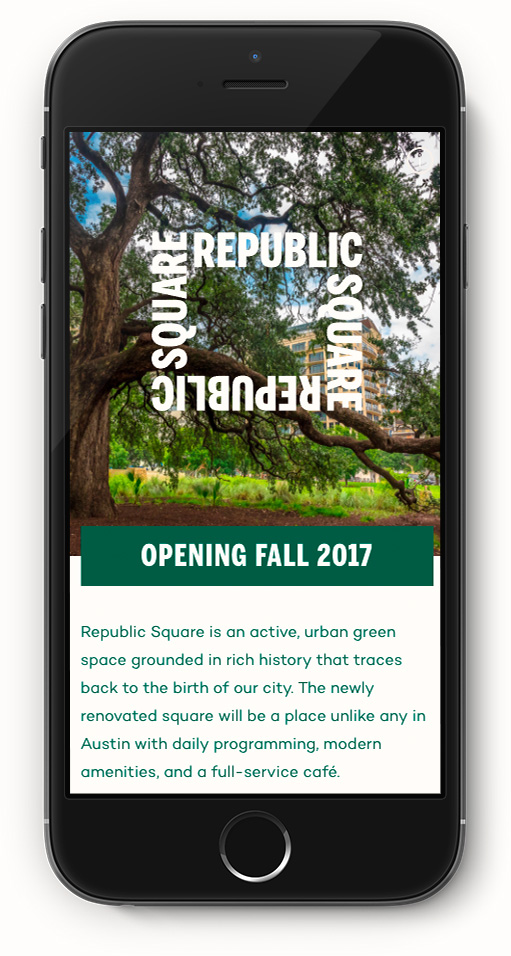 REPUBLIC
SQUARE
REPUBLIC
SQUARE
OPENING FALL 2017
Republic Square is an active, urban green
space grounded in rich history that traces
back to the birth of our city. The newly
renovated square will be a place unlike any in
Austin with daily programming, modern
amenities, and a full-service café.